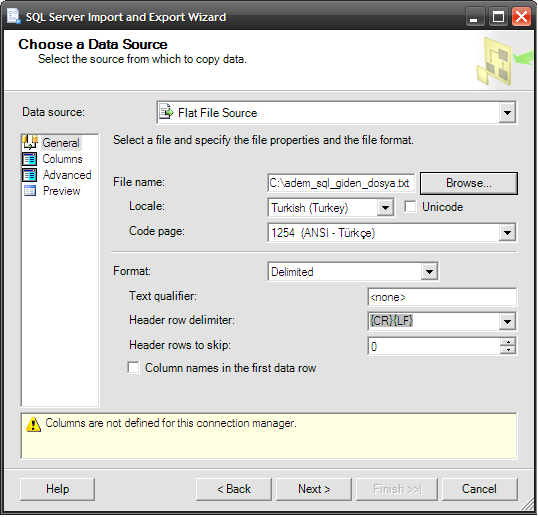 SQL Server Import and Export Wizard
Choose a Data Source
Select the source from which to copy data.
Data source: Flat File Source
General
Columns
Advanced
Preview
Select a file and specify the file properties and the file format.
File name: C:\adem_sql_giden_dosya.txt Browse...
Locale: Turkish (Turkey) Unicode
Code page: 1254 (ANSI - Türkçe)
Format: Delimited
Text qualifier: <none>
Header row delimiter: {CR}{LF}
Header rows to skip: 0
Column names in the first data row
Columns are not defined for this connection manager.
Help < Back Next > Finish >>| Cancel